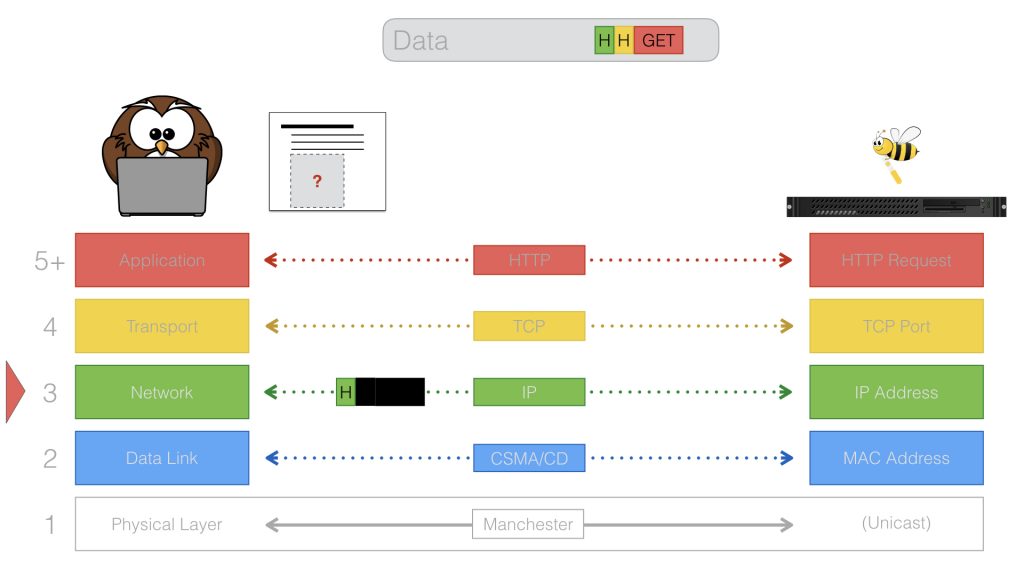 Data H H GET
?
5+ Application HTTP HTTP Request
4 Transport TCP TCP Port
3 Network H IP IP Address
2 Data Link CSMA/CD MAC Address
1 Physical Layer Manchester (Unicast)